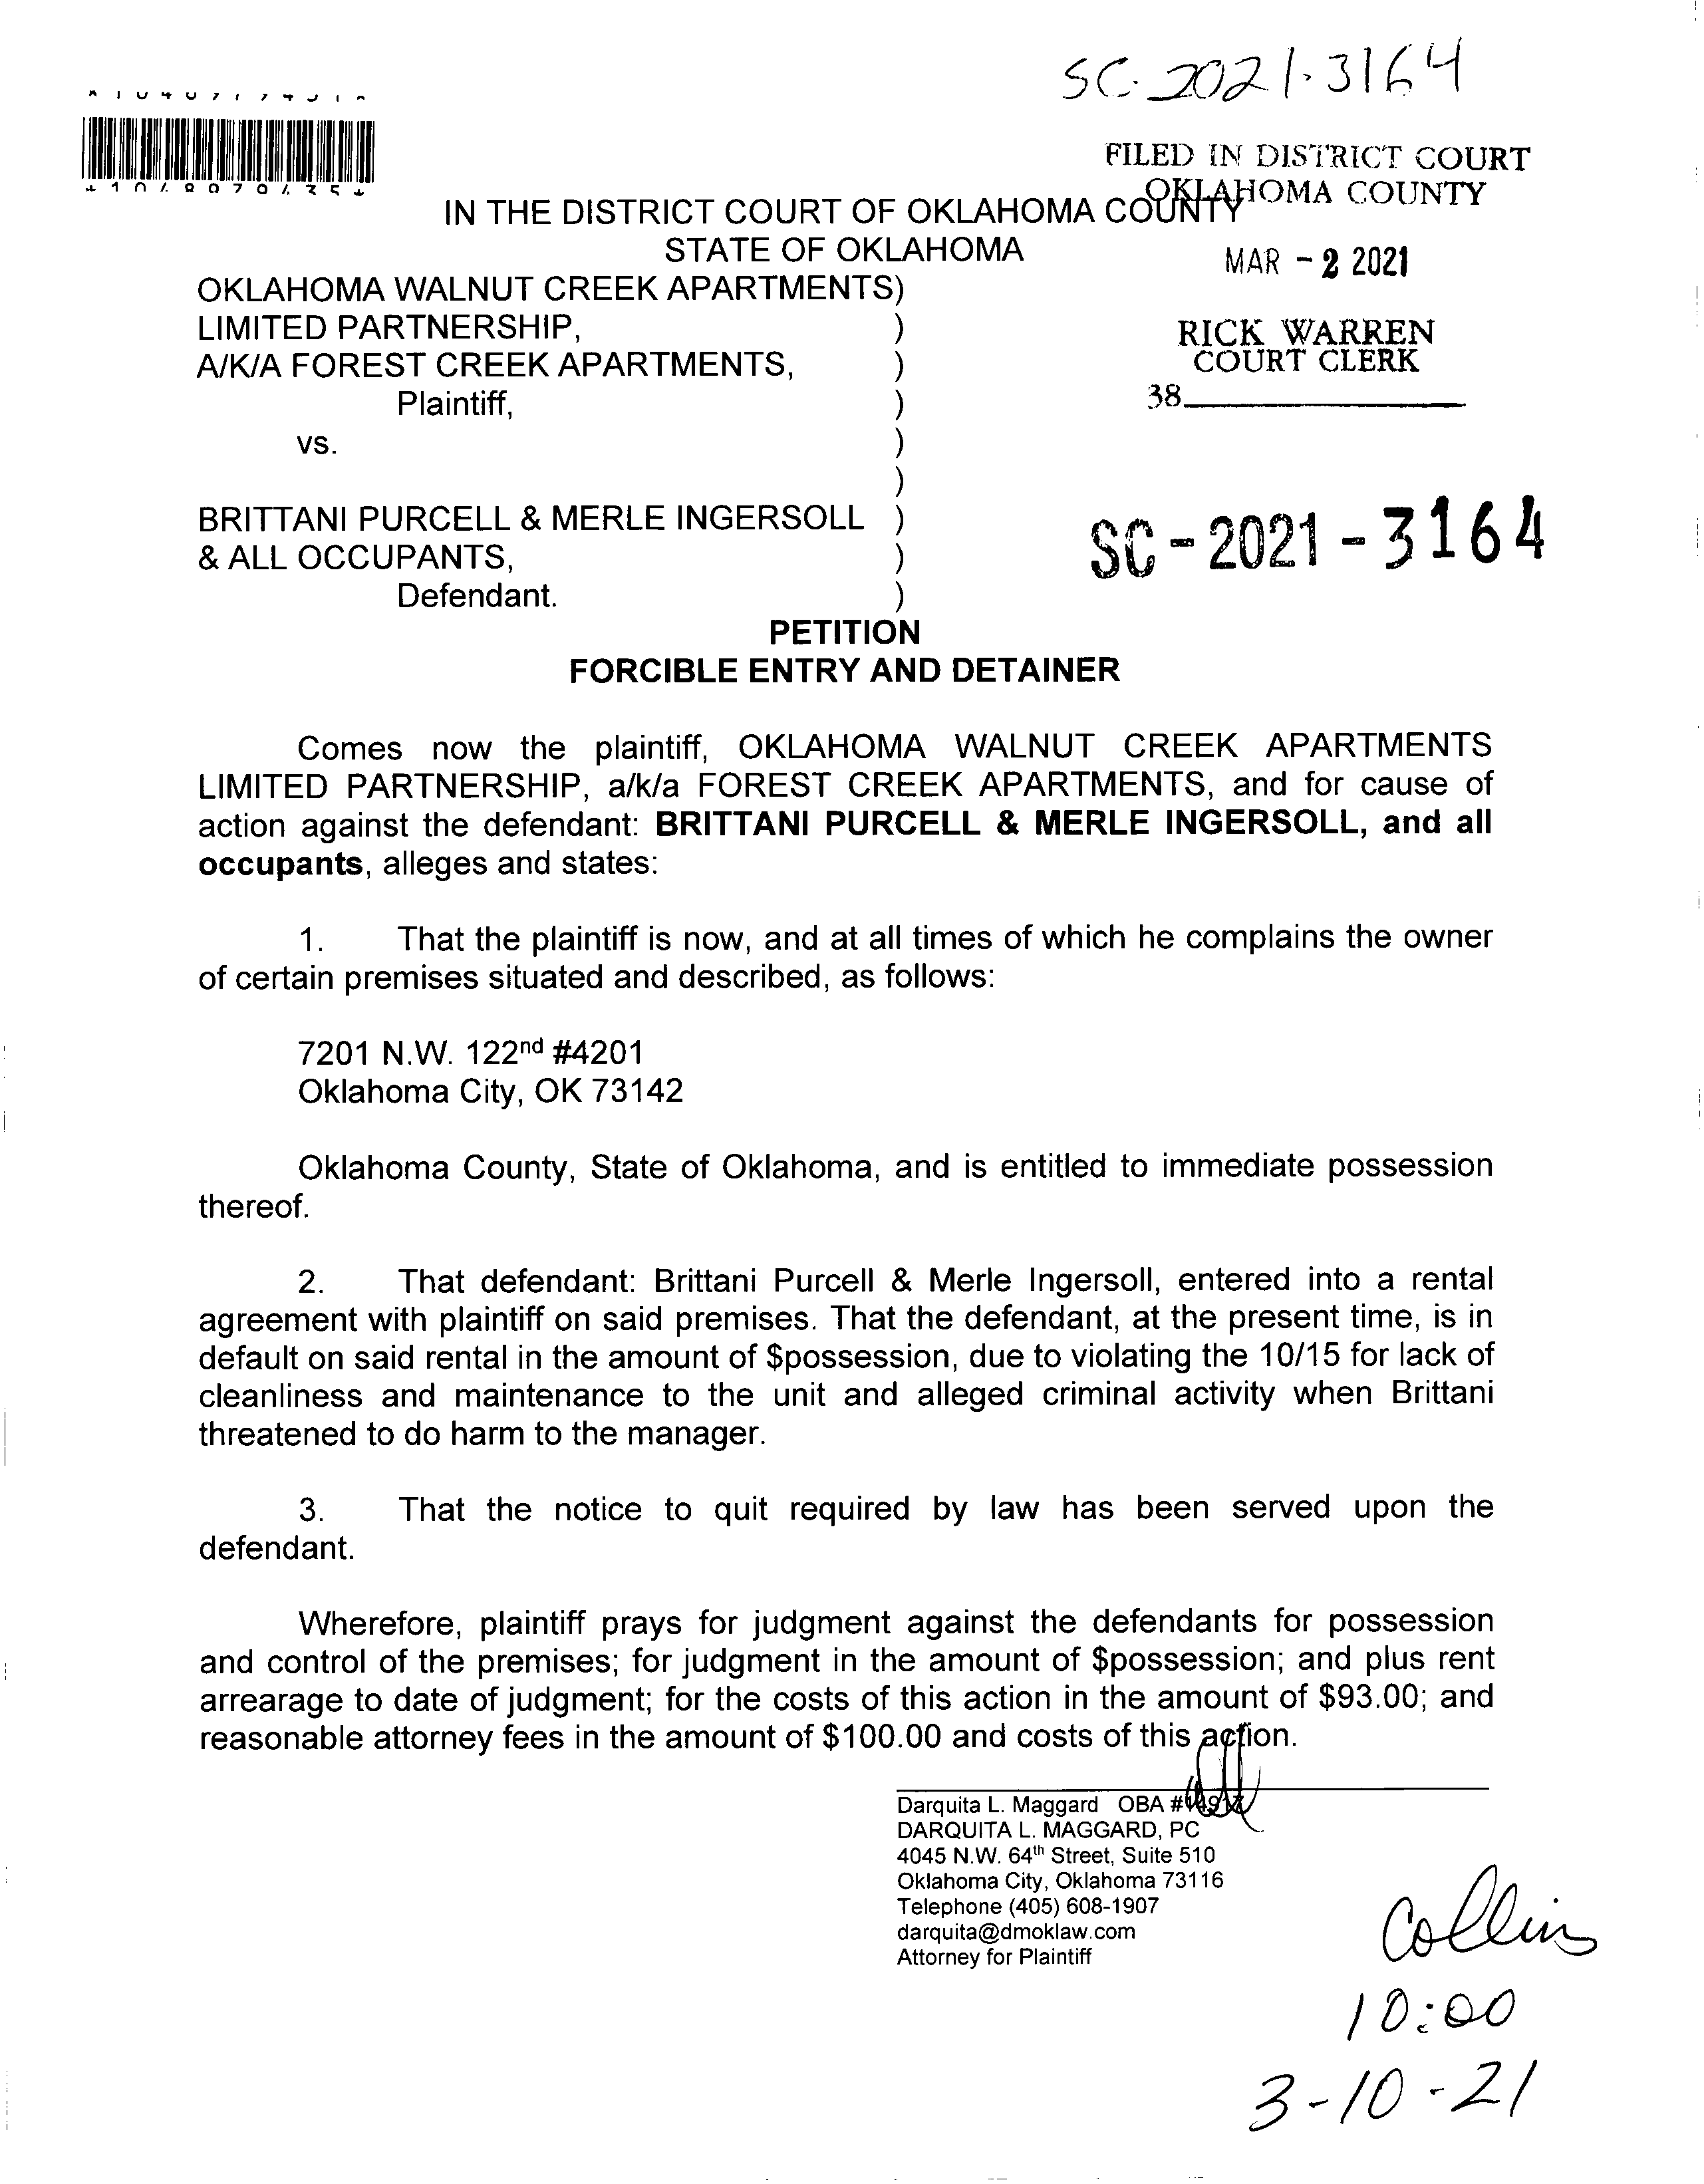 SC-2021-3164
FILED IN DISTRICT COURT
OKLAHOMA COUNTY
IN THE DISTRICT COURT OF OKLAHOMA COUNTY
STATE OF OKLAHOMA
MAR - 2 2021
OKLAHOMA WALNUT CREEK APARTMENTS)
LIMITED PARTNERSHIP, )
A/K/A FOREST CREEK APARTMENTS, )
Plaintiff, )
RICK WARREN
COURT CLERK
38
vs. )
)
BRITTANI PURCELL & MERLE INGERSOLL )
& ALL OCCUPANTS, )
Defendant. )
SC-2021-3164
PETITION
FORCIBLE ENTRY AND DETAINER
Comes now the plaintiff, OKLAHOMA WALNUT CREEK APARTMENTS
LIMITED PARTNERSHIP, a/k/a FOREST CREEK APARTMENTS, and for cause of
action against the defendant: BRITTANI PURCELL & MERLE INGERSOLL, and all
occupants, alleges and states:
1. That the plaintiff is now, and at all times of which he complains the owner
of certain premises situated and described, as follows:
7201 N.W. 122nd #4201
Oklahoma City, OK 73142
Oklahoma County, State of Oklahoma, and is entitled to immediate possession
thereof.
2. That defendant: Brittani Purcell & Merle Ingersoll, entered into a rental
agreement with plaintiff on said premises. That the defendant, at the present time, is in
default on said rental in the amount of $possession, due to violating the 10/15 for lack of
cleanliness and maintenance to the unit and alleged criminal activity when Brittani
threatened to do harm to the manager.
3. That the notice to quit required by law has been served upon the
defendant.
Wherefore, plaintiff prays for judgment against the defendants for possession
and control of the premises; for judgment in the amount of $possession; and plus rent
arrearage to date of judgment; for the costs of this action in the amount of $93.00; and
reasonable attorney fees in the amount of $100.00 and costs of this action.
Darquita L. Maggard OBA
DARQUITA L. MAGGARD, PC
4045 N.W. 64th Street, Suite 510
Oklahoma City, Oklahoma 73116
Telephone (405) 608-1907
darquita@dmoklaw.com
Attorney for Plaintiff
Collins
10:00
3-10-21